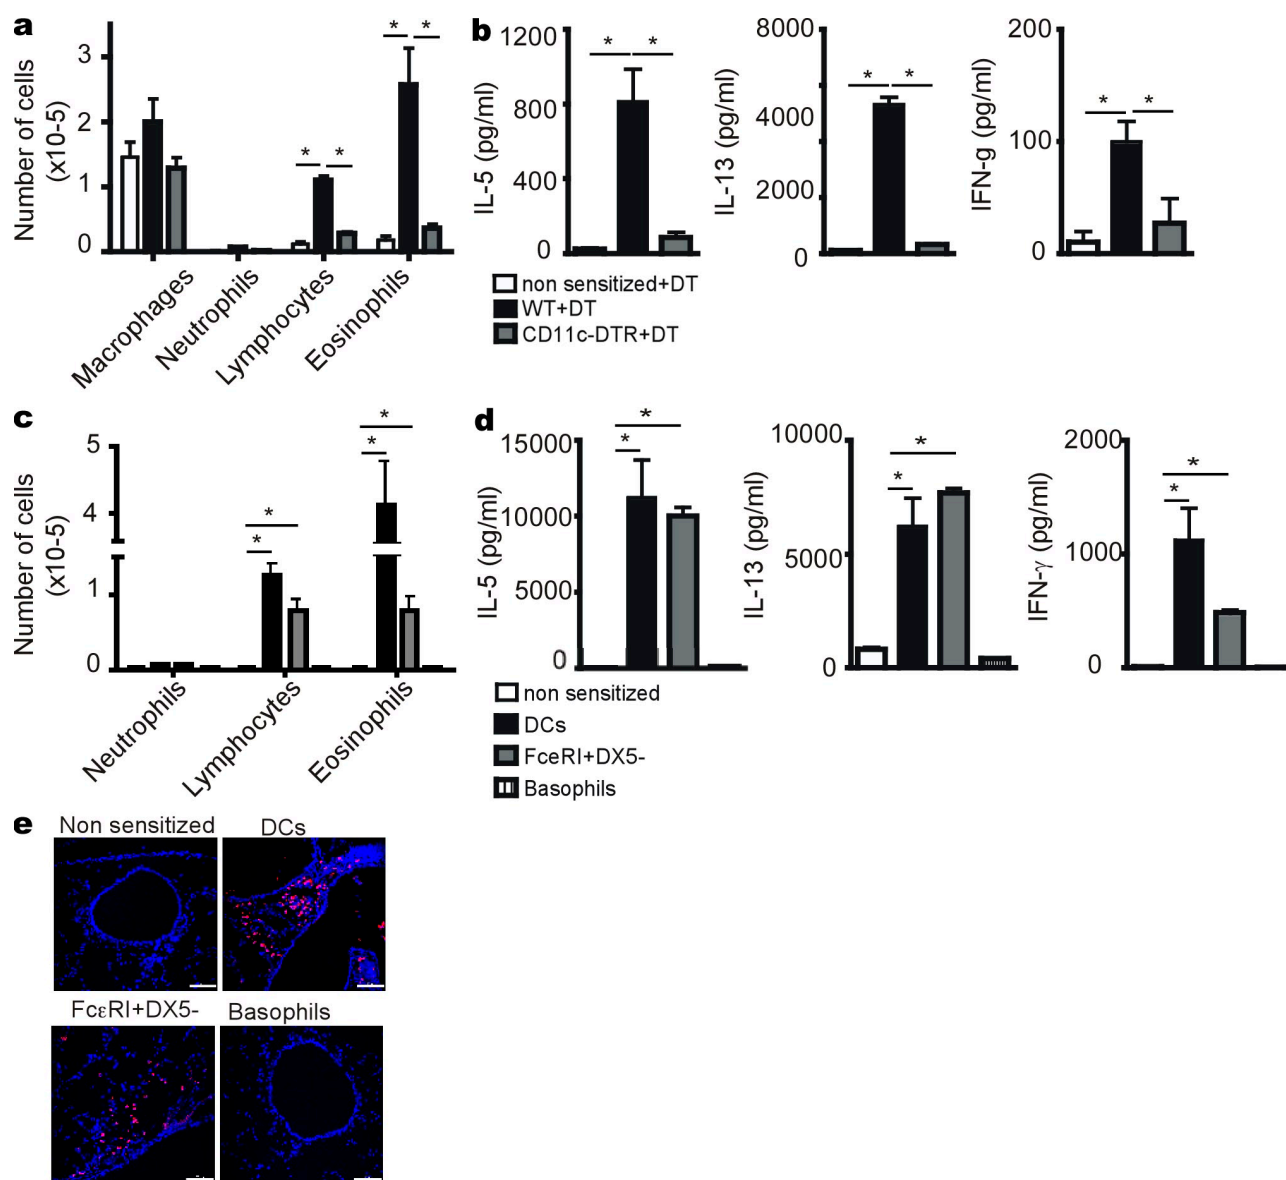 a
Number of cells
(x10-5)
3
2
1
0
* *
* *
Macrophages
Neutrophils
Lymphocytes
Eosinophils
b
IL-5 (pg/ml)
1200
800
400
0
* *
IL-13 (pg/ml)
8000
4000
2000
0
* *
IFN-g (pg/ml)
200
100
0
* *
non sensitized+DT
WT+DT
CD11c-DTR+DT
c
Number of cells
(x10-5)
5
4
1
0
*
*
*
*
Neutrophils
Lymphocytes
Eosinophils
d
IL-5 (pg/ml)
15000
10000
5000
0
*
*
IL-13 (pg/ml)
10000
5000
0
*
*
IFN-γ (pg/ml)
2000
1000
0
*
*
non sensitized
DCs
FceRI+DX5-
Basophils
e
Non sensitized
DCs
FcεRI+DX5-
Basophils